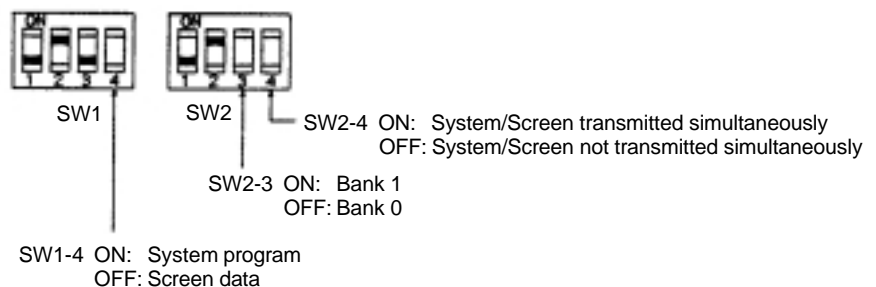 ON ON
1 2 3 4 1 2 3 4
SW1 SW2
SW2-4 ON: System/Screen transmitted simultaneously
OFF: System/Screen not transmitted simultaneously
SW2-3 ON: Bank 1
OFF: Bank 0
SW1-4 ON: System program
OFF: Screen data